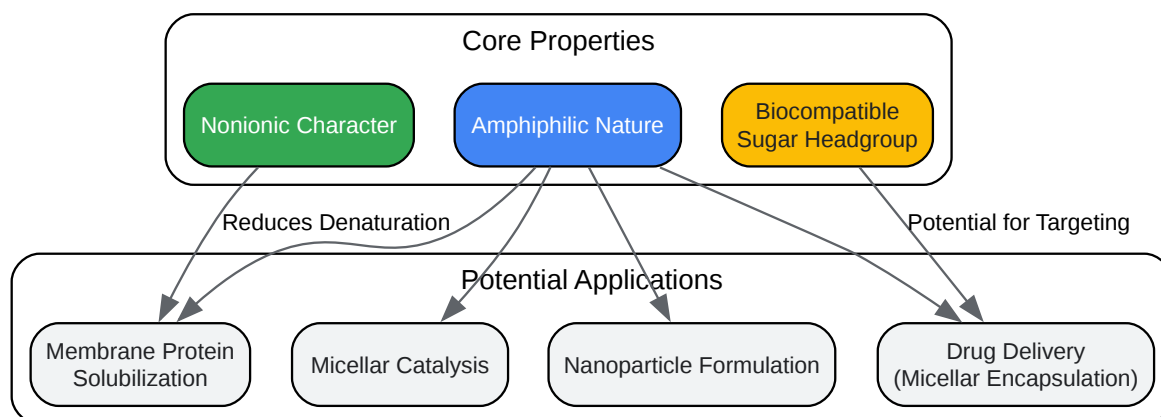 Core Properties
Nonionic Character
Amphiphilic Nature
Biocompatible
Sugar Headgroup
Reduces Denaturation
Potential for Targeting
Potential Applications
Membrane Protein
Solubilization
Micellar Catalysis
Nanoparticle Formulation
Drug Delivery
(Micellar Encapsulation)